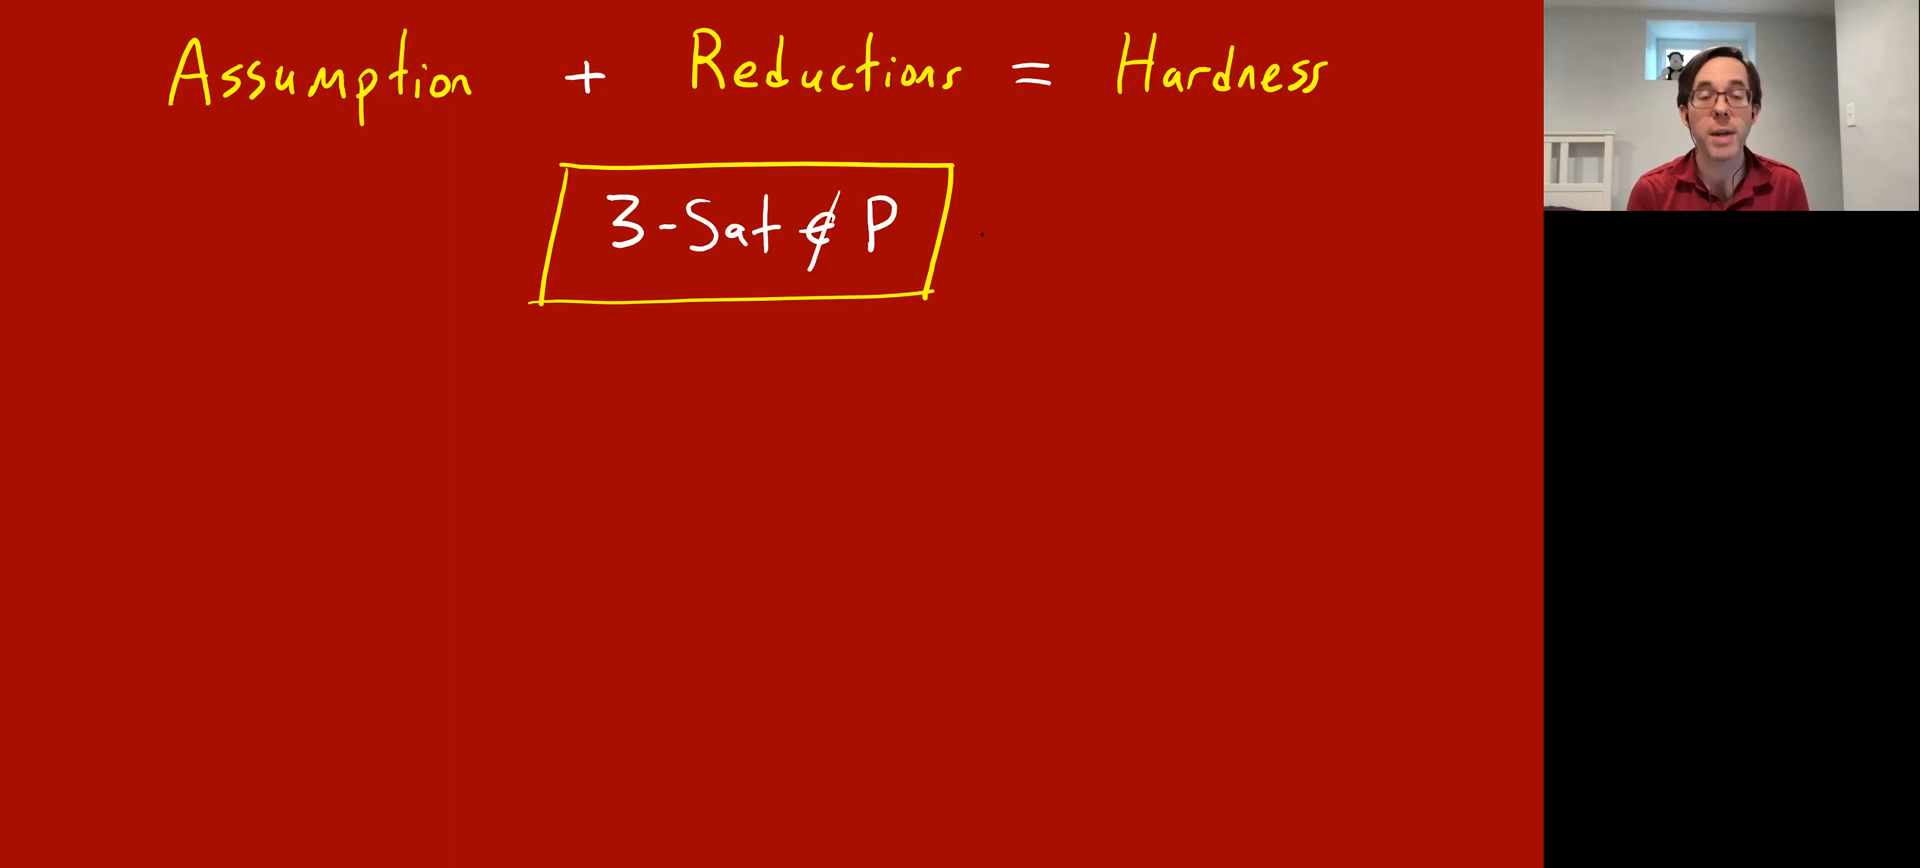 Assumption + Reductions = Hardness
3-Sat ∉ P